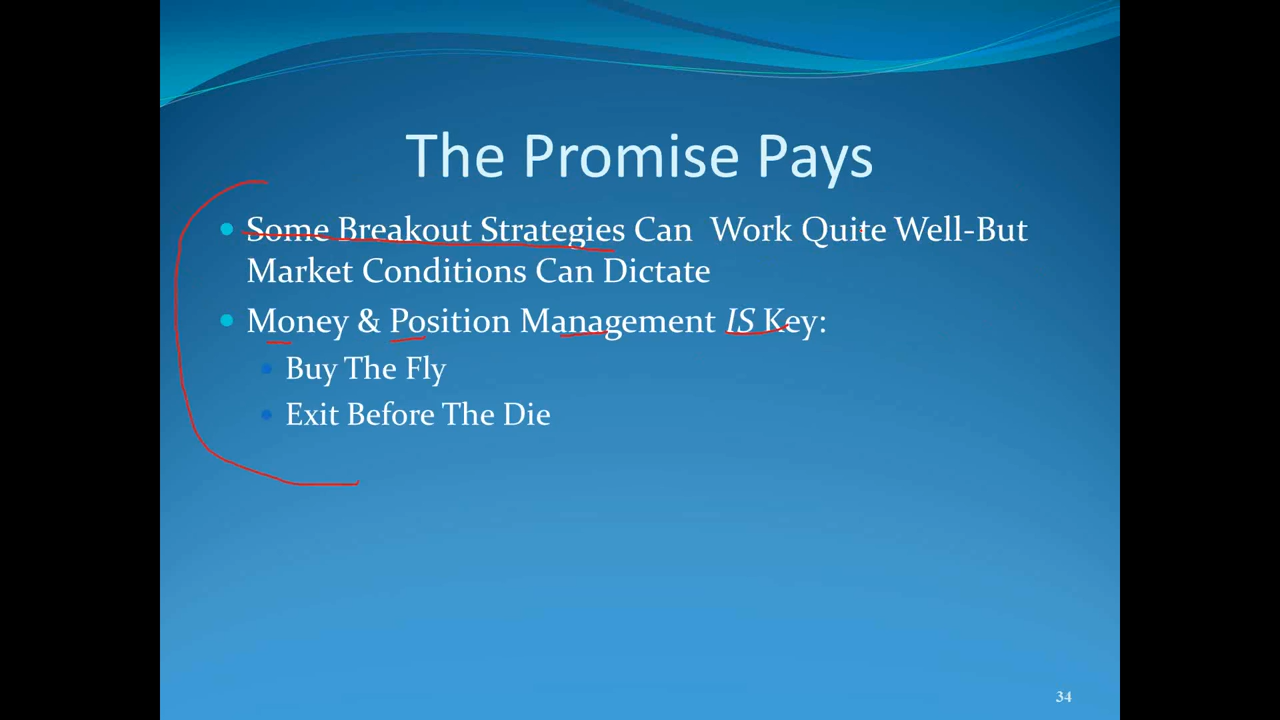 The Promise Pays
Some Breakout Strategies Can Work Quite Well-But
Market Conditions Can Dictate
Money & Position Management IS Key:
Buy The Fly
Exit Before The Die
34